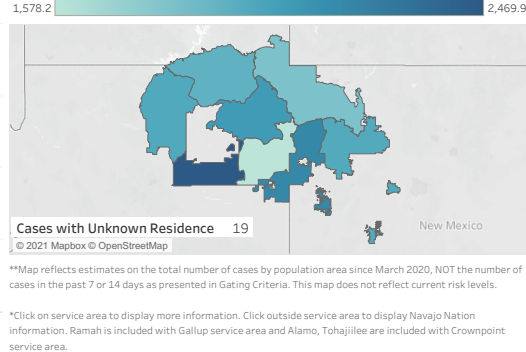 1,578.2 2,469.9
New Mexico
Cases with Unknown Residence 19
© 2021 Mapbox © OpenStreetMap
**Map reflects estimates on the total number of cases by population area since March 2020, NOT the number of
cases in the past 7 or 14 days as presented in Gating Criteria. This map does not reflect current risk levels.
*Click on service area to display more information. Click outside service area to display Navajo Nation
information. Ramah is included with Gallup service area and Alamo, Tohajiilee are included with Crownpoint
service area.